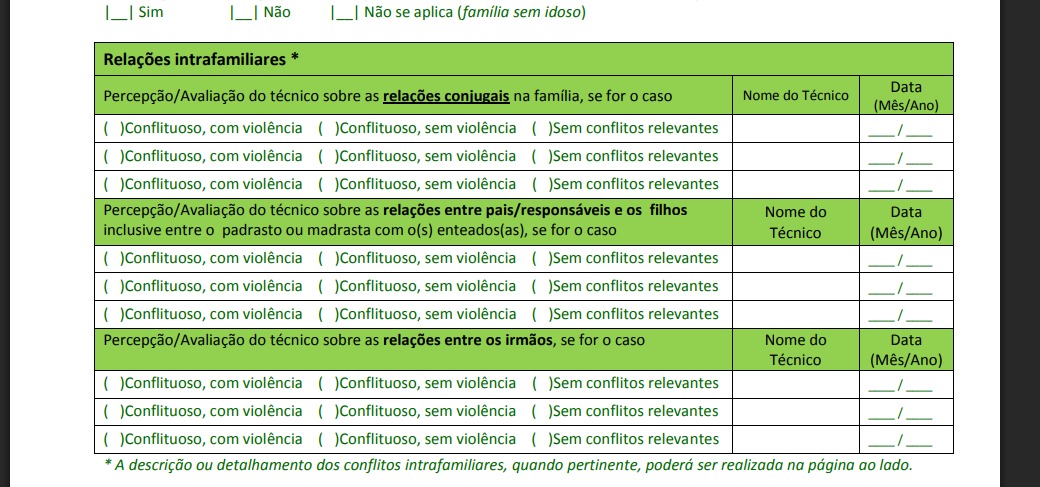 |__| Sim |__| Não |__| Não se aplica (família sem idoso)
Relações intrafamiliares *
Percepção/Avaliação do técnico sobre as relações conjugais na família, se for o caso Nome do Técnico Data (Mês/Ano)
( )Conflituoso, com violência ( )Conflituoso, sem violência ( )Sem conflitos relevantes ___ / ___
( )Conflituoso, com violência ( )Conflituoso, sem violência ( )Sem conflitos relevantes ___ / ___
( )Conflituoso, com violência ( )Conflituoso, sem violência ( )Sem conflitos relevantes ___ / ___
Percepção/Avaliação do técnico sobre as relações entre pais/responsáveis e os filhos Nome do Data
inclusive entre o padrasto ou madrasta com o(s) enteados(as), se for o caso Técnico (Mês/Ano)
( )Conflituoso, com violência ( )Conflituoso, sem violência ( )Sem conflitos relevantes ___ / ___
( )Conflituoso, com violência ( )Conflituoso, sem violência ( )Sem conflitos relevantes ___ / ___
( )Conflituoso, com violência ( )Conflituoso, sem violência ( )Sem conflitos relevantes ___ / ___
Percepção/Avaliação do técnico sobre as relações entre os irmãos, se for o caso Nome do Data
Técnico (Mês/Ano)
( )Conflituoso, com violência ( )Conflituoso, sem violência ( )Sem conflitos relevantes ___ / ___
( )Conflituoso, com violência ( )Conflituoso, sem violência ( )Sem conflitos relevantes ___ / ___
( )Conflituoso, com violência ( )Conflituoso, sem violência ( )Sem conflitos relevantes ___ / ___
* A descrição ou detalhamento dos conflitos intrafamiliares, quando pertinente, poderá ser realizada na página ao lado.